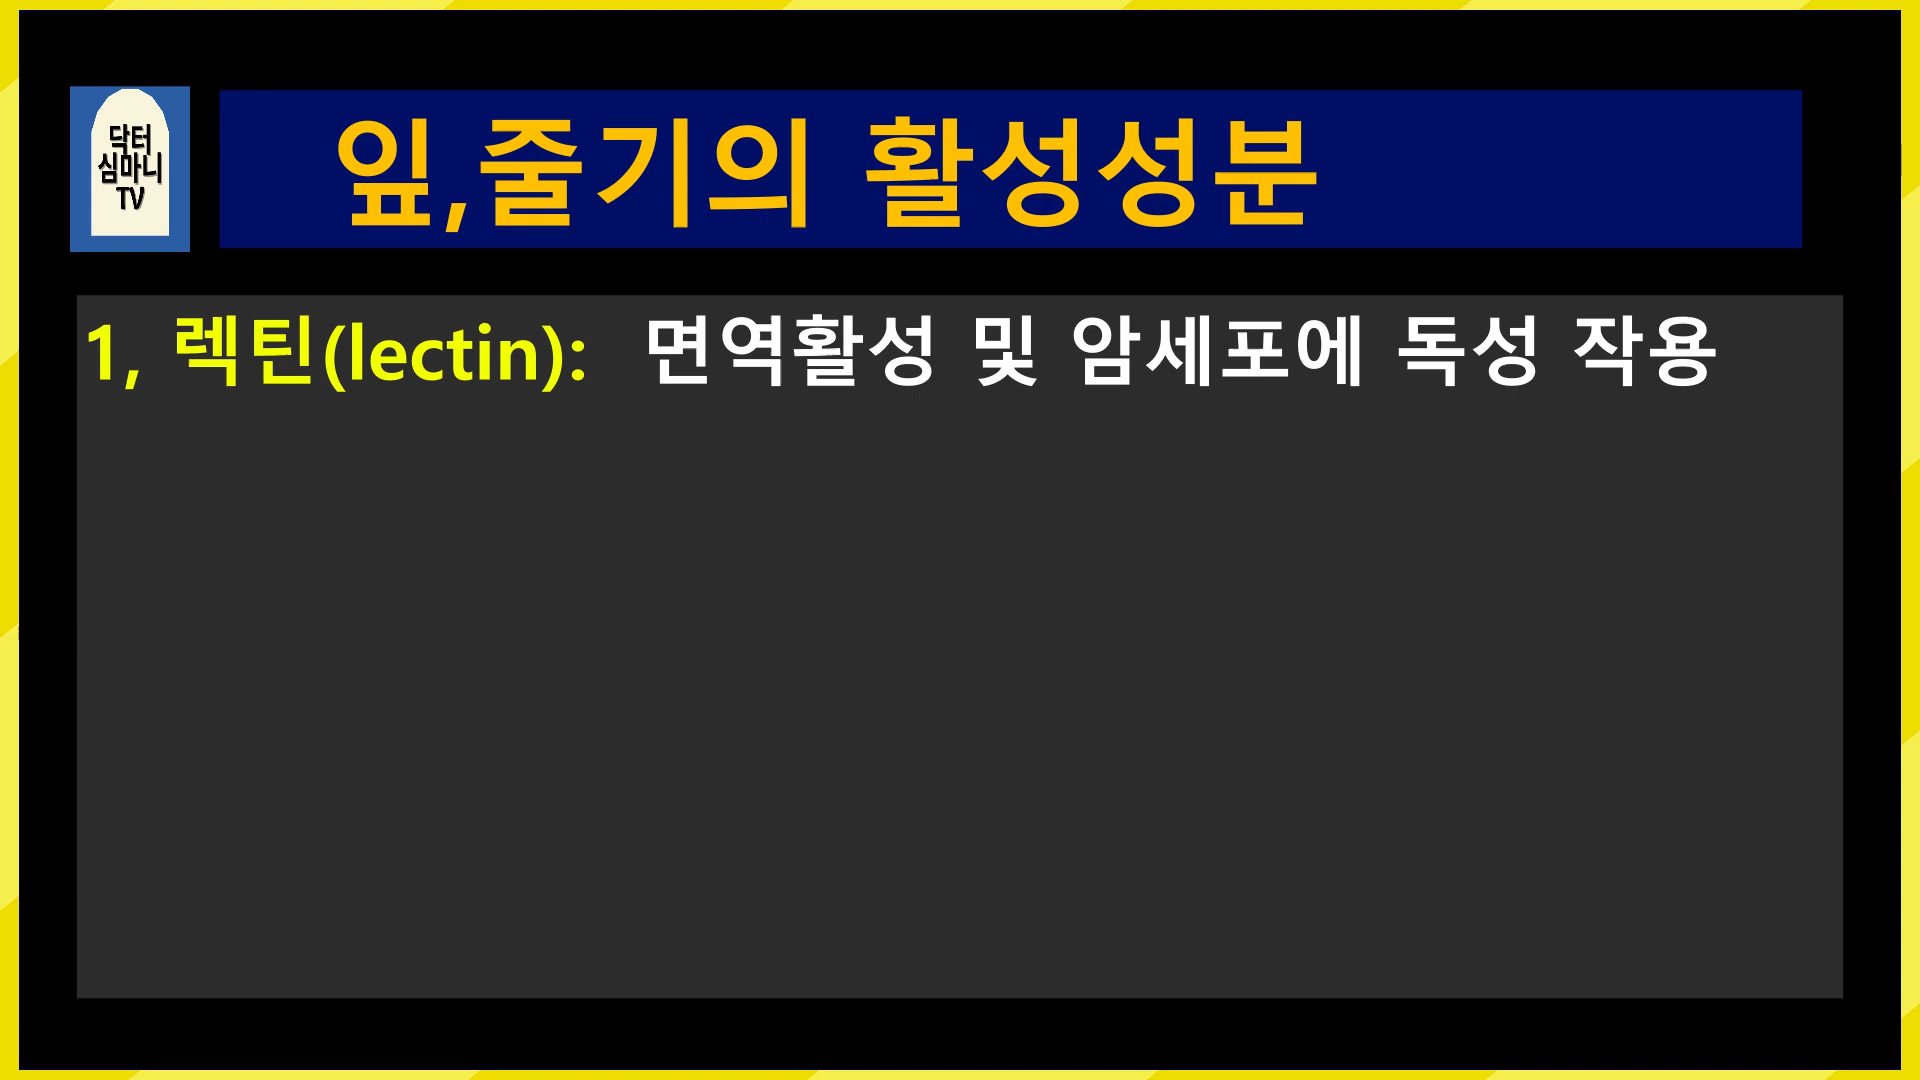 닥터
심마니
TV
잎,줄기의 활성성분
1, 렉틴(lectin): 면역활성 및 암세포에 독성 작용